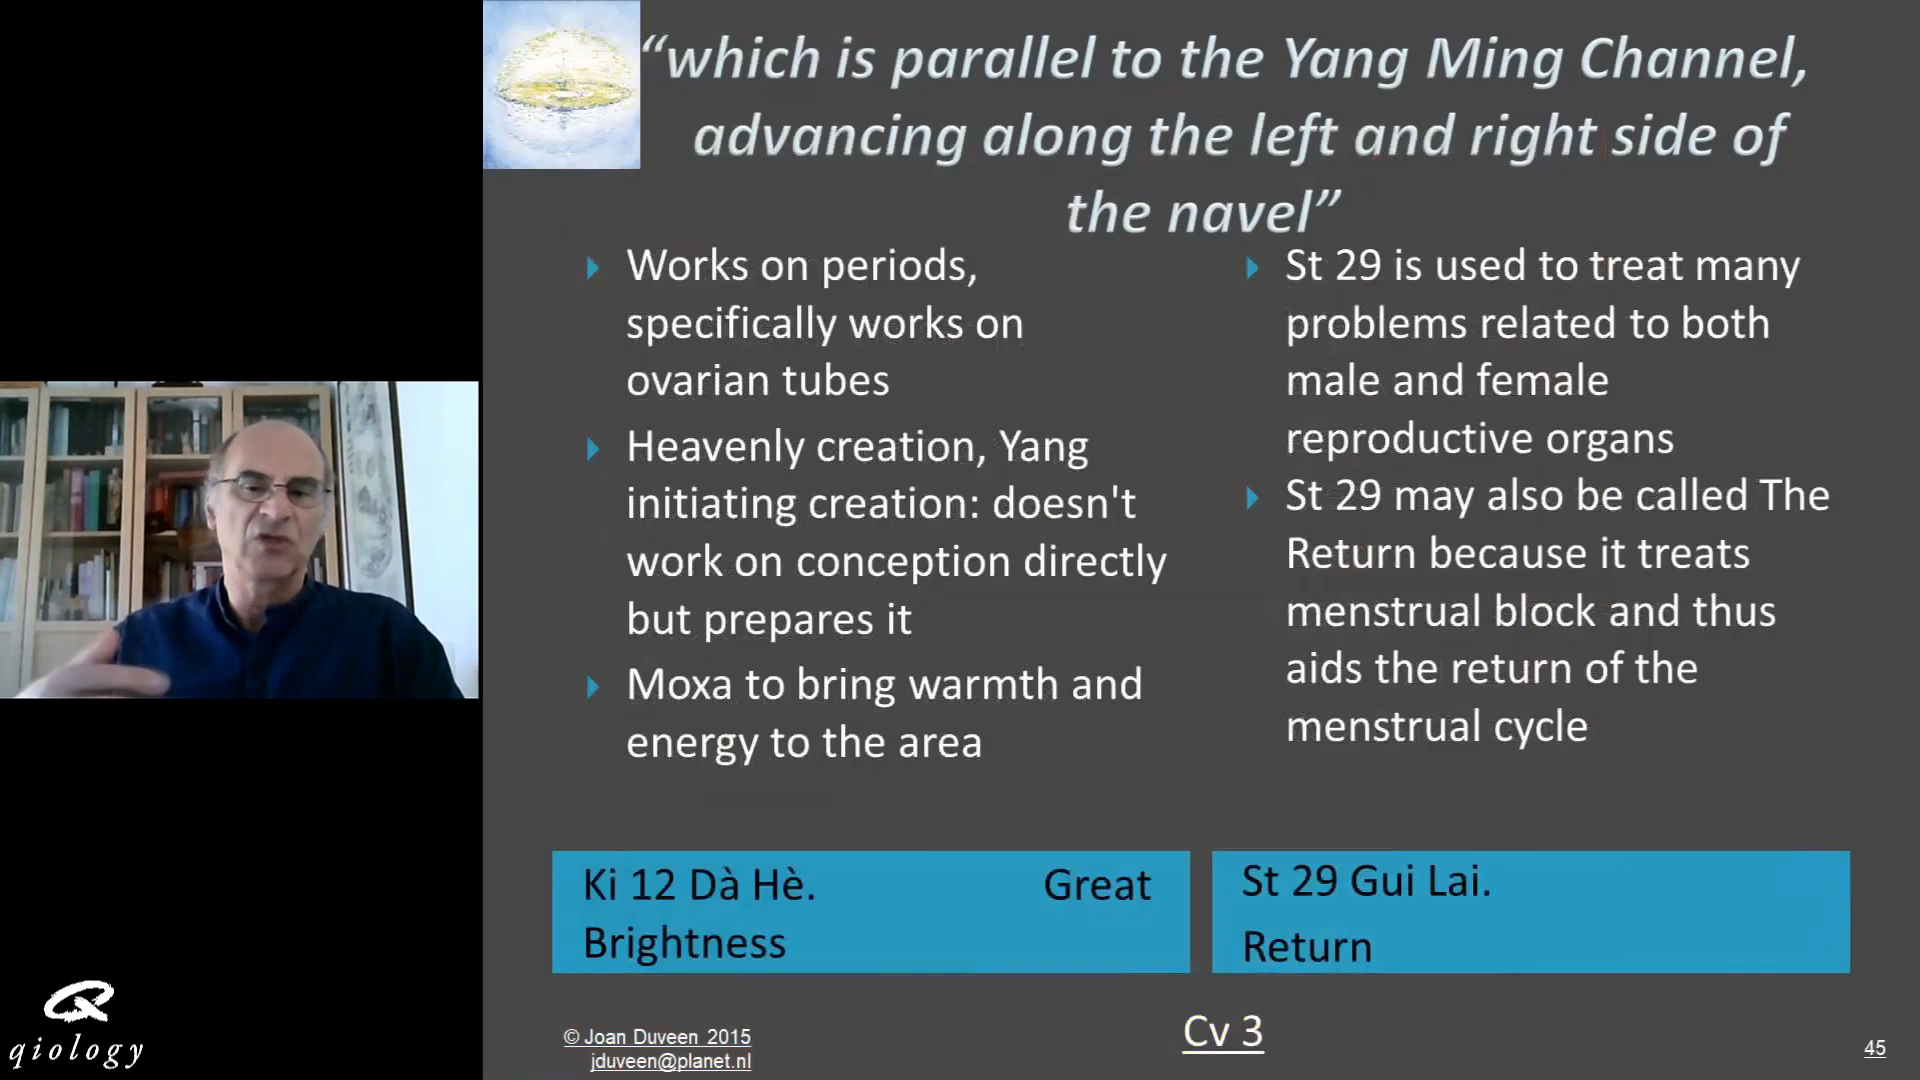 “which is parallel to the Yang Ming Channel,
advancing along the left and right side of
the navel”
Works on periods,
specifically works on
ovarian tubes
Heavenly creation, Yang
initiating creation: doesn't
work on conception directly
but prepares it
Moxa to bring warmth and
energy to the area
St 29 is used to treat many
problems related to both
male and female
reproductive organs
St 29 may also be called The
Return because it treats
menstrual block and thus
aids the return of the
menstrual cycle
Ki 12 Dà Hè. Great
Brightness
St 29 Gui Lai.
Return
qiology
© Joan Duveen 2015
jduveen@planet.nl
Cv 3
45